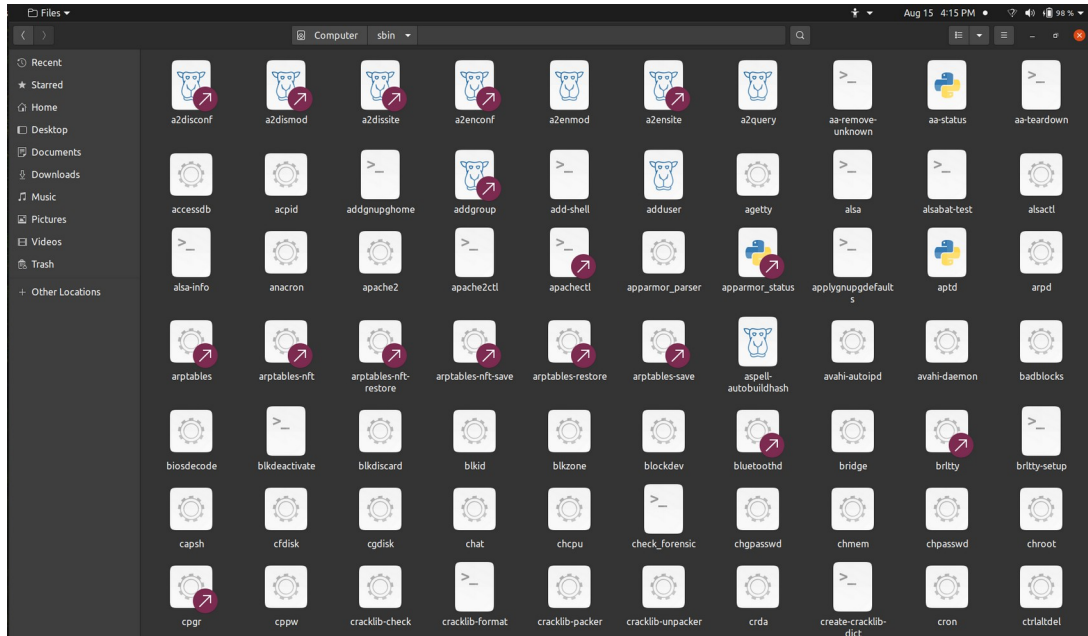 Files
Aug 15 4:15 PM
98 %
Computer
sbin
Recent
Starred
Home
Desktop
Documents
Downloads
Music
Pictures
Videos
Trash
+ Other Locations
a2disconf
a2dismod
a2dissite
a2enconf
a2enmod
a2ensite
a2query
aa-remove-
unknown
aa-status
aa-teardown
accessdb
acpid
addgnupghome
addgroup
add-shell
adduser
agetty
alsa
alsabat-test
alsactl
alsa-info
anacron
apache2
apache2ctl
apachectl
apparmor_parser
apparmor_status
applygnupgdefault
s
aptd
arpd
arptables
arptables-nft
arptables-nft-
restore
arptables-nft-save
arptables-restore
arptables-save
aspell-
autobuildhash
avahi-autoipd
avahi-daemon
badblocks
biosdecode
blkdeactivate
blkdiscard
blkid
blkzone
blockdev
bluetoothd
bridge
brltty
brltty-setup
capsh
cfdisk
cgdisk
chat
chcpu
check_forensic
chgpasswd
chmem
chpasswd
chroot
cpgr
cppw
cracklib-check
cracklib-format
cracklib-packer
cracklib-unpacker
crda
create-cracklib-
dict
cron
ctrlaltdel